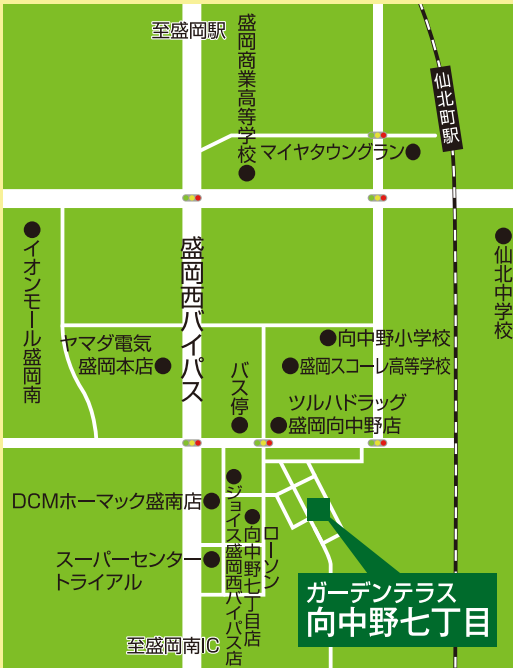 至盛岡駅
盛岡商業高等学校
仙北町駅
マイヤタウングラン
イオンモール盛岡南
盛岡西バイパス
仙北中学校
向中野小学校
ヤマダ電気
盛岡本店
盛岡スコーレ高等学校
バス停
ツルハドラッグ
盛岡向中野店
DCMホーマック盛南店
ジョイス盛岡西バイパス店
ローソン
向中野七丁目店
スーパーセンター
トライアル
ガーデンテラス
向中野七丁目
至盛岡南IC